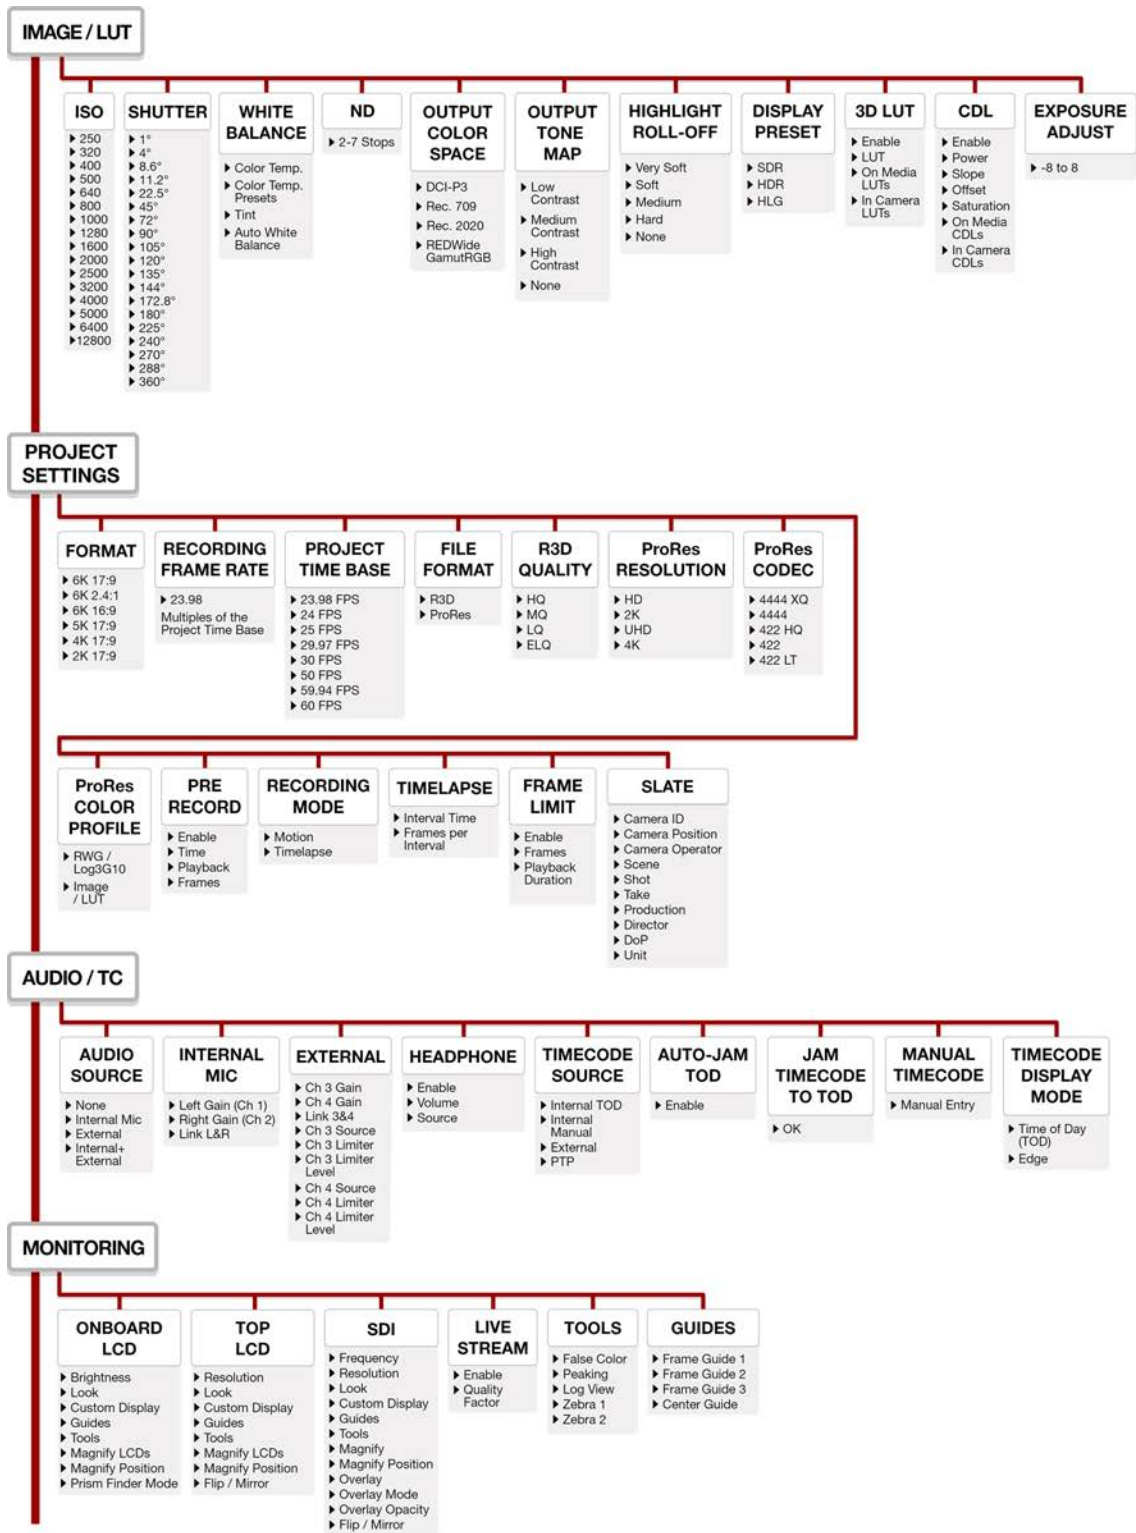 IMAGE / LUT
ISO
250
320
400
500
640
800
1000
1280
1600
2000
2500
3200
4000
5000
6400
12800
SHUTTER
1°
4°
8.6°
11.2°
22.5°
45°
72°
90°
105°
120°
135°
144°
172.8°
180°
225°
240°
270°
288°
360°
WHITE
BALANCE
Color Temp.
Color Temp.
Presets
Tint
Auto White
Balance
ND
2-7 Stops
OUTPUT
COLOR
SPACE
DCI-P3
Rec. 709
Rec. 2020
REDWide
GamutRGB
OUTPUT
TONE
MAP
Low
Contrast
Medium
Contrast
High
Contrast
None
HIGHLIGHT
ROLL-OFF
Very Soft
Soft
Medium
Hard
None
DISPLAY
PRESET
SDR
HDR
HLG
3D LUT
Enable
LUT
On Media
LUTs
In Camera
LUTs
CDL
Enable
Power
Slope
Offset
Saturation
On Media
CDLs
In Camera
CDLs
EXPOSURE
ADJUST
-8 to 8
PROJECT
SETTINGS
FORMAT
6K 17:9
6K 2.4:1
6K 16:9
5K 17:9
4K 17:9
2K 17:9
RECORDING
FRAME RATE
23.98
Multiples of the
Project Time Base
PROJECT
TIME BASE
23.98 FPS
24 FPS
25 FPS
29.97 FPS
30 FPS
50 FPS
59.94 FPS
60 FPS
FILE
FORMAT
R3D
ProRes
R3D
QUALITY
HQ
MQ
LQ
ELQ
ProRes
RESOLUTION
HD
2K
UHD
4K
ProRes
CODEC
4444 XQ
4444
422 HQ
422
422 LT
ProRes
COLOR
PROFILE
RWG /
Log3G10
Image
/ LUT
PRE
RECORD
Enable
Time
Playback
Frames
RECORDING
MODE
Motion
Timelapse
TIMELAPSE
Interval Time
Frames per
Interval
FRAME
LIMIT
Enable
Frames
Playback
Duration
SLATE
Camera ID
Camera Position
Camera Operator
Scene
Shot
Take
Production
Director
DoP
Unit
AUDIO / TC
AUDIO
SOURCE
None
Internal Mic
External
Internal+
External
INTERNAL
MIC
Left Gain (Ch 1)
Right Gain (Ch 2)
Link L&R
EXTERNAL
Ch 3 Gain
Ch 4 Gain
Link 3&4
Ch 3 Source
Ch 3 Limiter
Ch 3 Limiter
Level
Ch 4 Source
Ch 4 Limiter
Ch 4 Limiter
Level
HEADPHONE
Enable
Volume
Source
TIMECODE
SOURCE
Internal TOD
Internal
Manual
External
PTP
AUTO-JAM
TOD
Enable
JAM
TIMECODE
TO TOD
OK
MANUAL
TIMECODE
Manual Entry
TIMECODE
DISPLAY
MODE
Time of Day
(TOD)
Edge
MONITORING
ONBOARD
LCD
Brightness
Look
Custom Display
Guides
Tools
Magnify LCDs
Magnify Position
Prism Finder Mode
TOP
LCD
Resolution
Look
Custom Display
Guides
Tools
Magnify LCDs
Magnify Position
Flip / Mirror
SDI
Frequency
Resolution
Look
Custom Display
Guides
Tools
Magnify
Magnify Position
Overlay
Overlay Mode
Overlay Opacity
Flip / Mirror
LIVE
STREAM
Enable
Quality
Factor
TOOLS
False Color
Peaking
Log View
Zebra 1
Zebra 2
GUIDES
Frame Guide 1
Frame Guide 2
Frame Guide 3
Center Guide